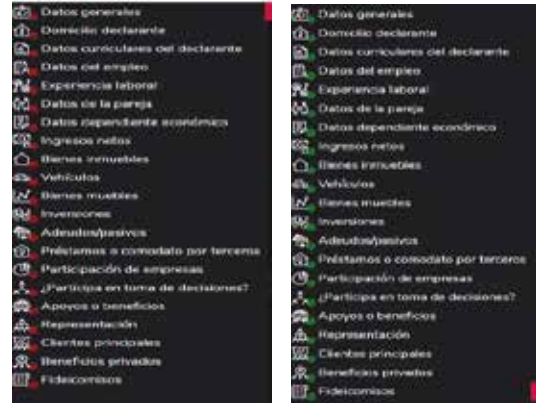 Datos generales
Domicilio declarante
Datos curriculares del declarante
Datos del empleo
Experiencia laboral
Datos de la pareja
Datos dependiente económico
Ingresos netos
Bienes inmuebles
Vehículos
Bienes muebles
Inversiones
Adeudos/pasivos
Préstamos o comodato por terceros
Participación de empresas
¿Participa en toma de decisiones?
Apoyos o beneficios
Representación
Clientes principales
Beneficios privados
Fideicomisos
Datos generales
Domicilio declarante
Datos curriculares del declarante
Datos del empleo
Experiencia laboral
Datos de la pareja
Datos dependiente económico
Ingresos netos
Bienes inmuebles
Vehículos
Bienes muebles
Inversiones
Adeudos/pasivos
Préstamos o comodato por terceros
Participación de empresas
¿Participa en toma de decisiones?
Apoyos o beneficios
Representación
Clientes principales
Beneficios privados
Fideicomisos